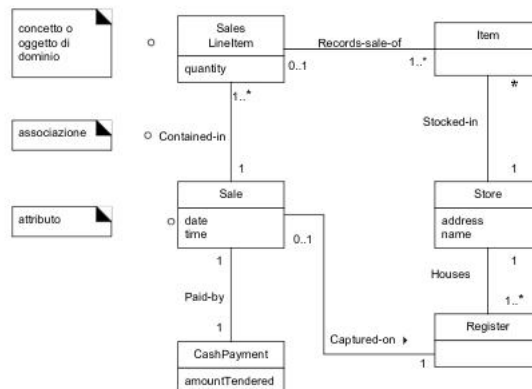 concetto o
oggetto di
dominio
Sales
LineItem
quantity
Records-sale-of
0..1
1..*
Item
1..*
*
associazione
Contained-in
Stocked-in
1
1
attributo
Sale
date
time
0..1
Store
address
name
1
1
Paid-by
Houses
1
1..*
Captured-on
1
CashPayment
amountTendered
Register